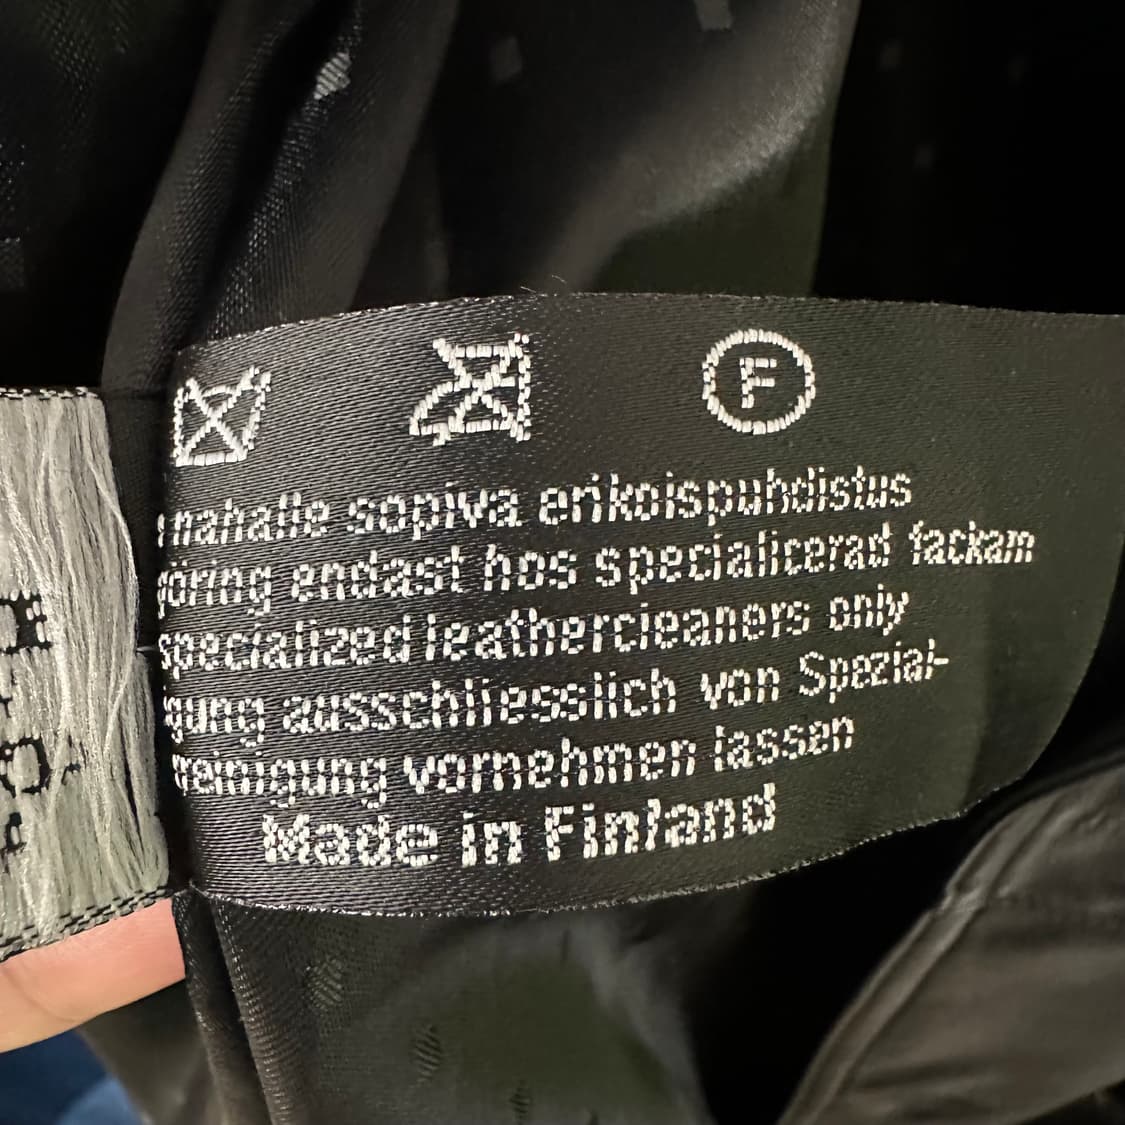 F
nahalle sopiva erikoispuhdistus
göring endast hos specialicerad fackam
specialized leathercleaners only
gung ausschliesslich von Spezial-
reinigung vornehmen lassen
Made in Finland